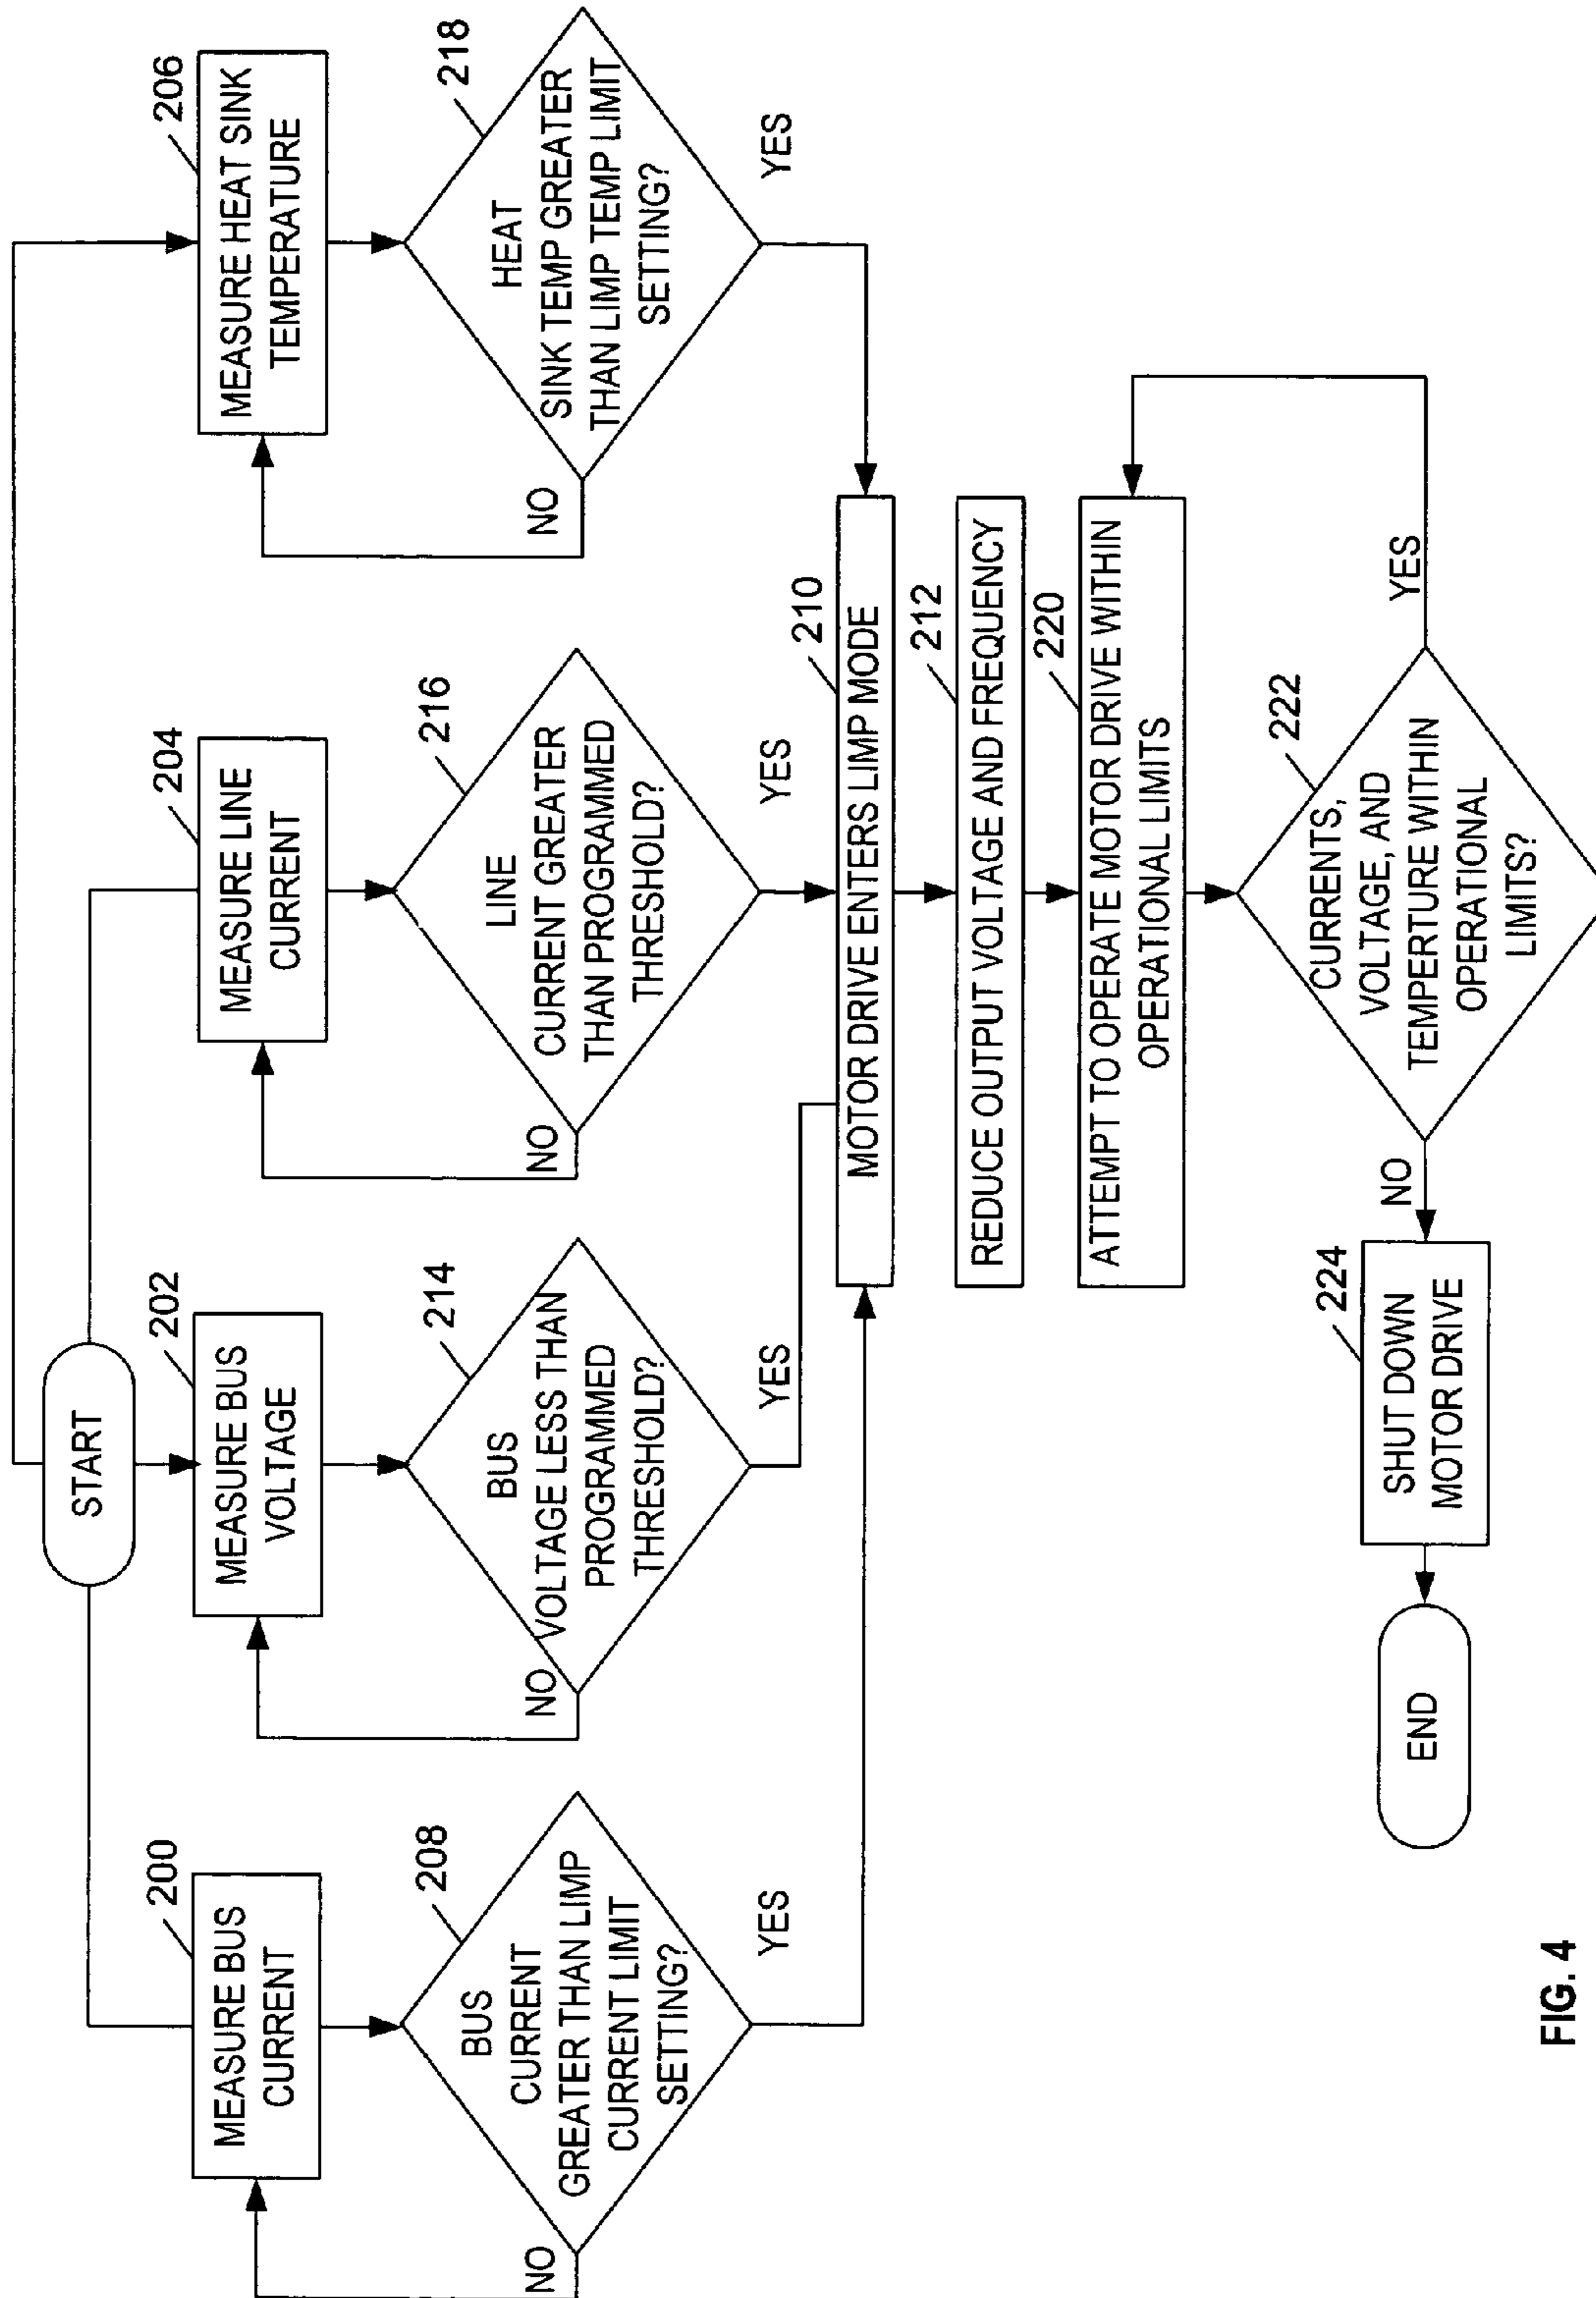 START
200
MEASURE BUS
CURRENT
202
MEASURE BUS
VOLTAGE
204
MEASURE LINE
CURRENT
206
MEASURE HEAT SINK
TEMPERATURE
208
BUS
CURRENT
GREATER THAN LIMP
CURRENT LIMIT
SETTING?
NO
YES
214
BUS
VOLTAGE LESS THAN
PROGRAMMED
THRESHOLD?
NO
YES
216
LINE
CURRENT GREATER
THAN PROGRAMMED
THRESHOLD?
NO
YES
218
HEAT
SINK TEMP GREATER
THAN LIMP TEMP LIMIT
SETTING?
NO
YES
210
MOTOR DRIVE ENTERS LIMP MODE
212
REDUCE OUTPUT VOLTAGE AND FREQUENCY
220
ATTEMPT TO OPERATE MOTOR DRIVE WITHIN
OPERATIONAL LIMITS
222
CURRENTS,
VOLTAGE, AND
TEMPERTURE WITHIN
OPERATIONAL
LIMITS?
YES
NO
224
SHUT DOWN
MOTOR DRIVE
END
FIG. 4